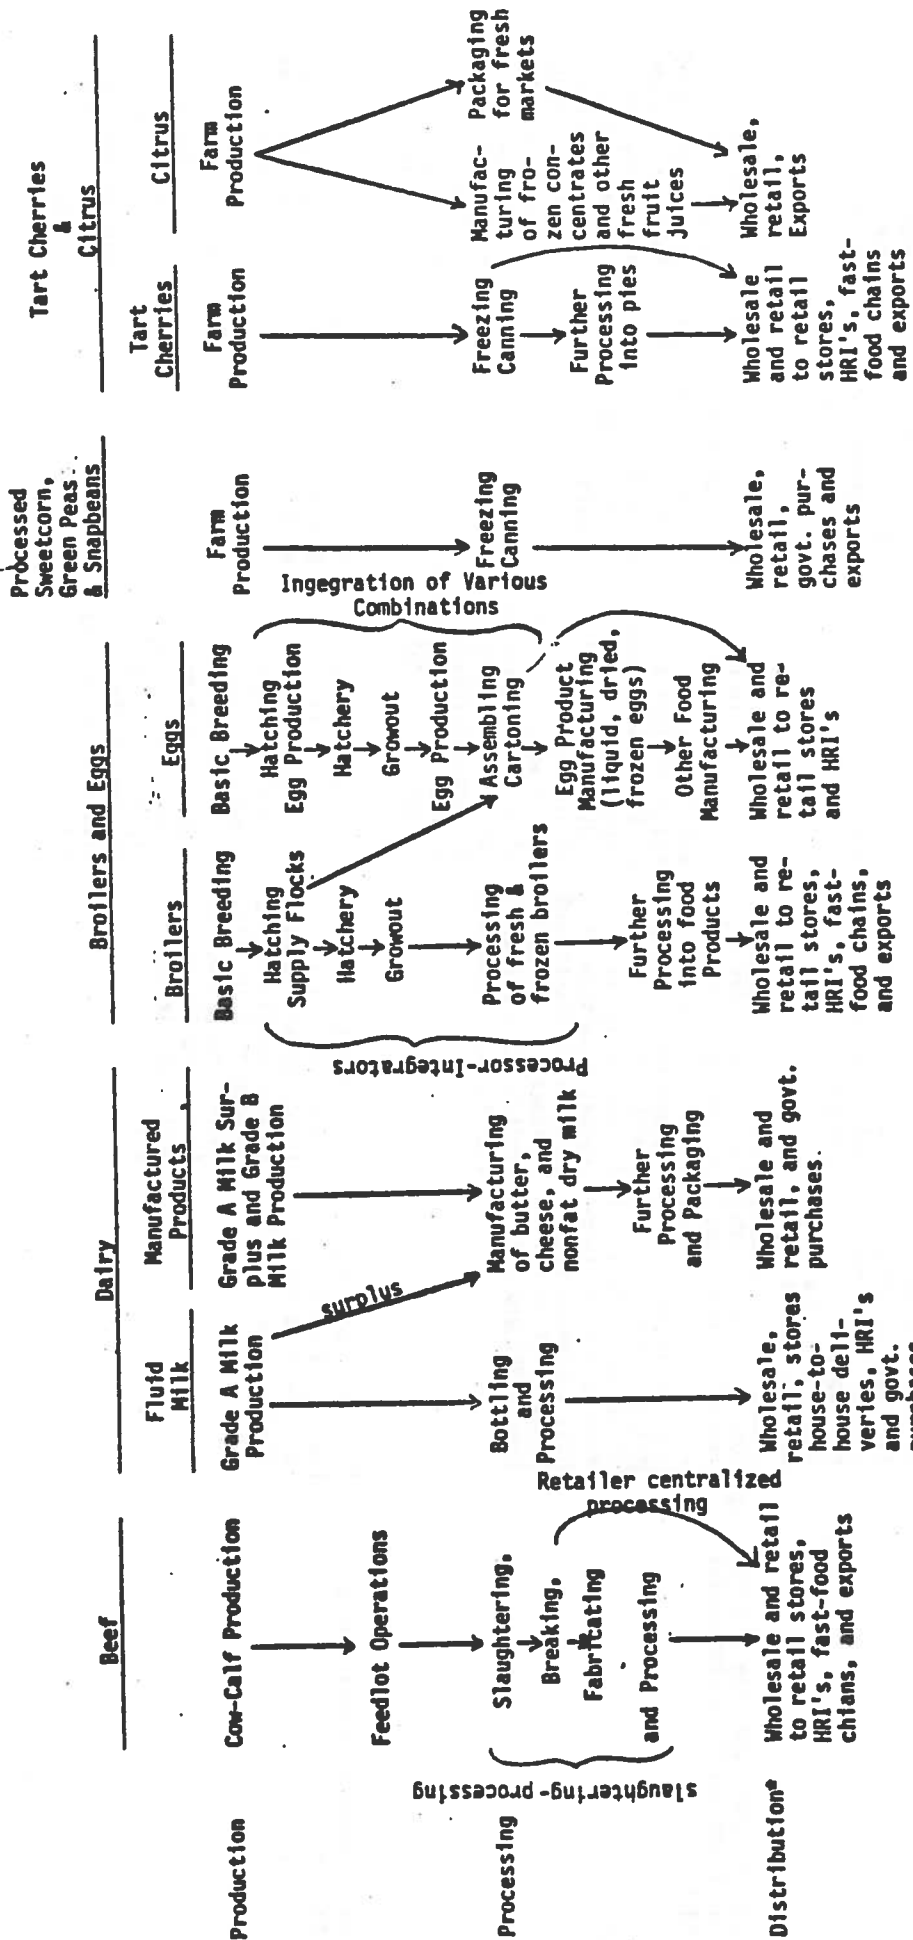 Beef
Dairy
Broilers and Eggs
Processed
Sweetcorn,
Green Peas
& Snapbeans
Tart Cherries
&
Citrus
Fluid
Milk
Manufactured
Products
Broilers
Eggs
Tart
Cherries
Citrus
Production
Cow-Calf Production
Feedlot Operations
Grade A Milk
Production
surplus
Grade A Milk Sur-
plus and Grade B
Milk Production
Basic Breeding
Hatching
Supply Flocks
Hatchery
Growout
Processor-Integrators
Basic Breeding
Hatching
Egg Production
Hatchery
Growout
Egg Production
Ingegration of Various
Combinations
Farm
Production
Farm
Production
Farm
Production
Processing
slaughtering-processing
Slaughtering,
Breaking,
Fabricating
and Processing
Retailer centralized
processing
Bottling
and
Processing
Manufacturing
of butter,
cheese, and
nonfat dry milk
Further
Processing
and Packaging
Processing
of fresh &
frozen broilers
Further
Processing
into food
Products
Assembling
Cartoning
Egg Product
Manufacturing
(liquid, dried,
frozen eggs)
Other Food
Manufacturing
Freezing
Canning
Freezing
Canning
Further
Processing
into pies
Manufac-
turing
of fro-
zen con-
centrates
and other
fresh
fruit
juices
Packaging
for fresh
markets
Distribution*
Wholesale and retail
to retail stores,
HRI's, fast-food
chians, and exports
Wholesale,
retail, stores
house-to-
house deli-
veries, HRI's
and govt.
Wholesale and
retail, and govt.
purchases.
Wholesale and
retail to re-
tail stores,
HRI's, fast-
food chains,
and exports
Wholesale and
retail to re-
tail stores
and HRI's
Wholesale,
retail,
govt. pur-
chases and
exports
Wholesale
and retail
to retail
stores,
HRI's, fast-
food chains
and exports
Wholesale,
retail,
Exports